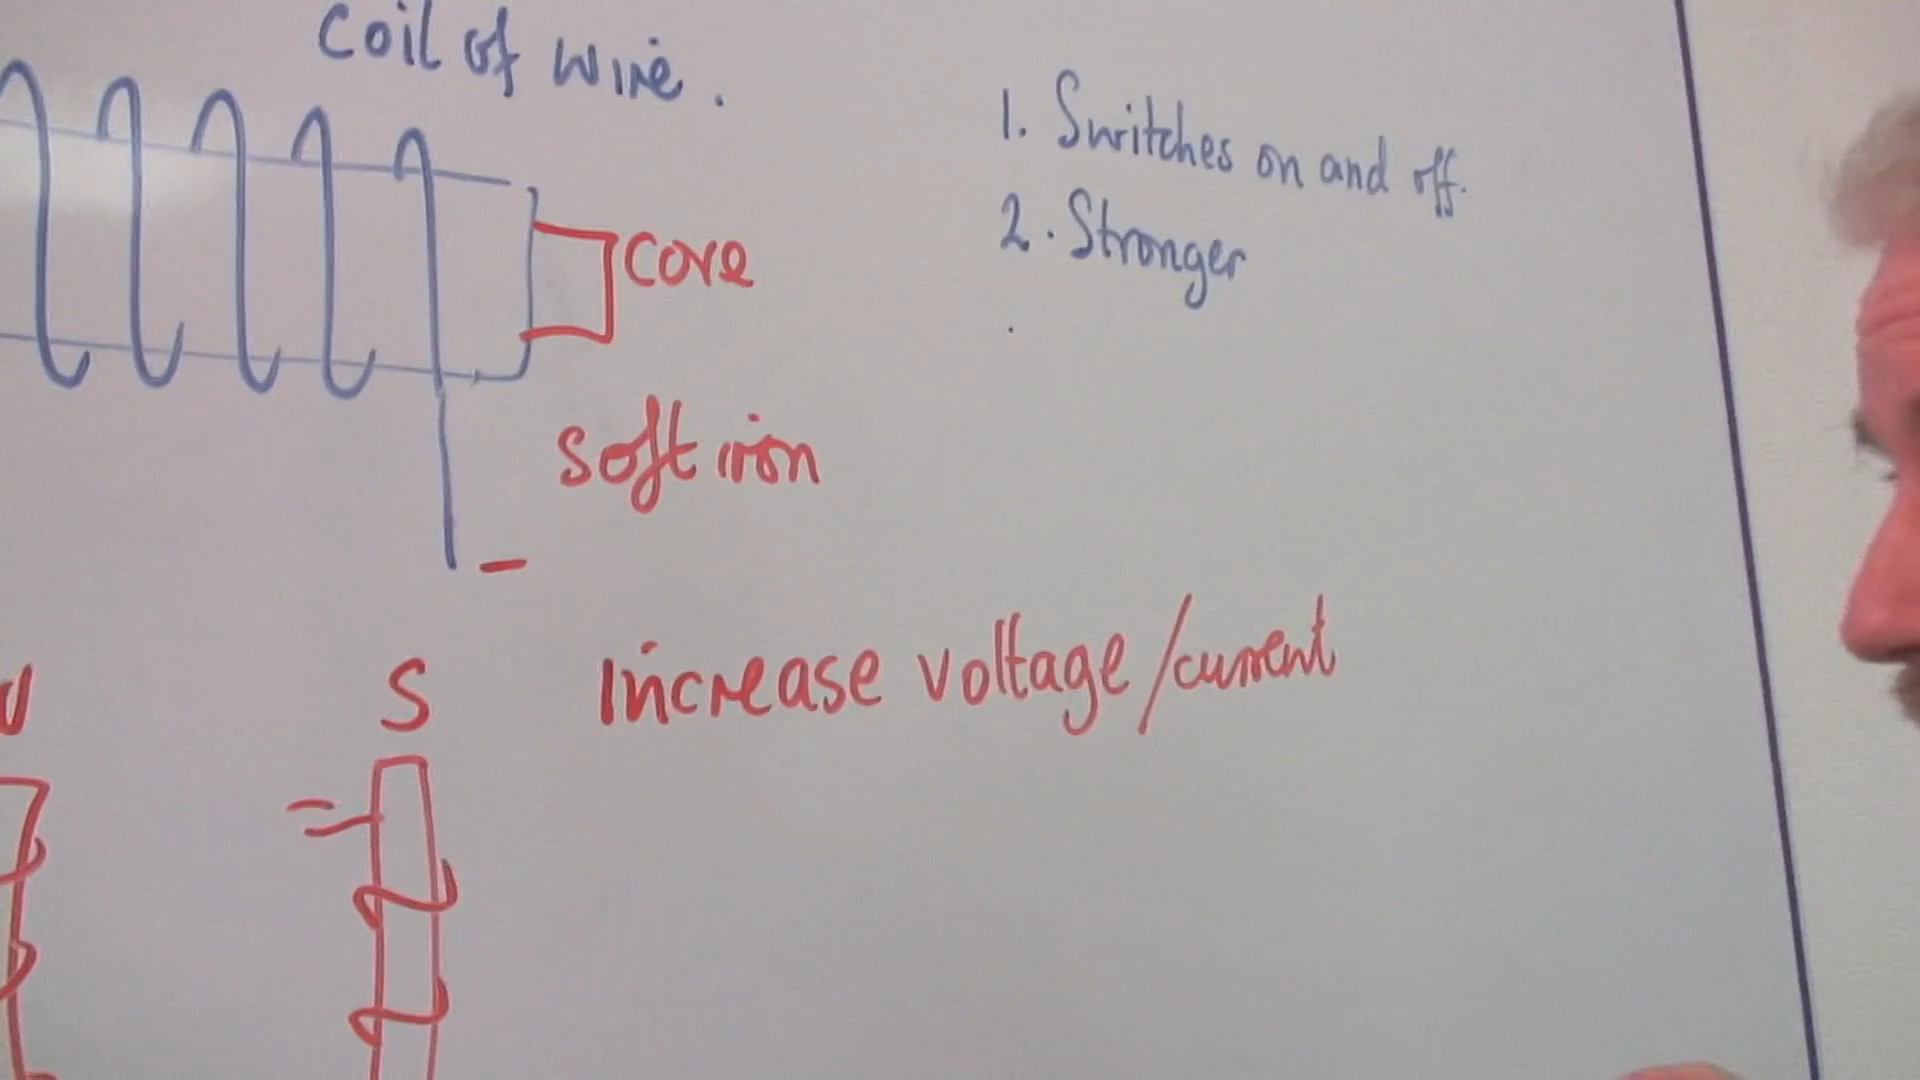 Coil of wire.
1. Switches on and off.
2. Stronger
.
core
soft iron
–
S
increase voltage/current